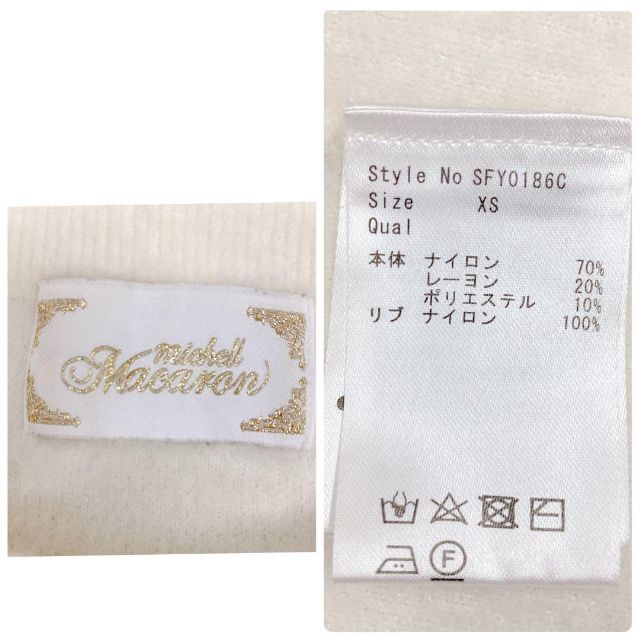 michell
Macaron
Style No SFY0186C
Size XS
Qual
本体 ナイロン 70%
レーヨン 20%
ポリエステル 10%
リブ ナイロン 100%
F